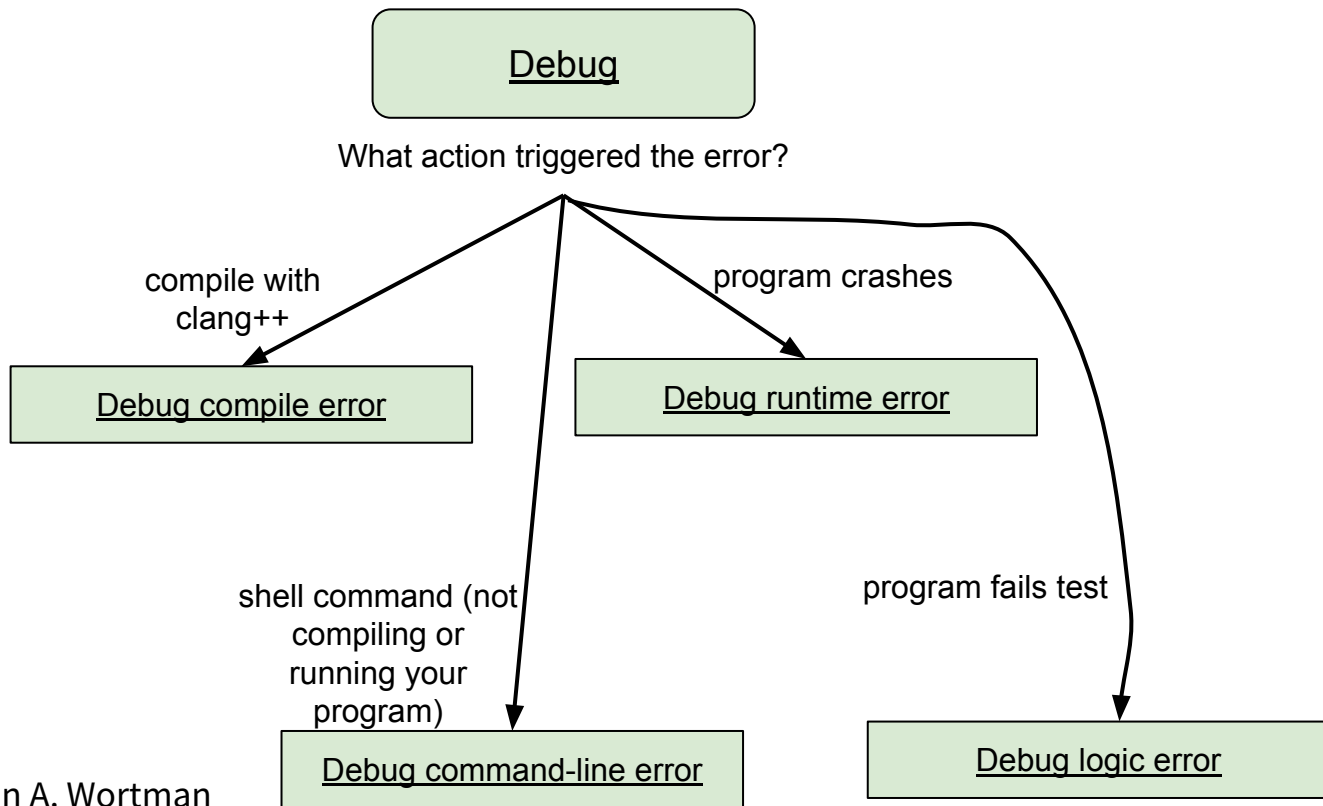 Debug
What action triggered the error?
compile with
clang++
program crashes
Debug compile error
Debug runtime error
shell command (not
compiling or
running your
program)
program fails test
Debug command-line error
Debug logic error
n A. Wortman